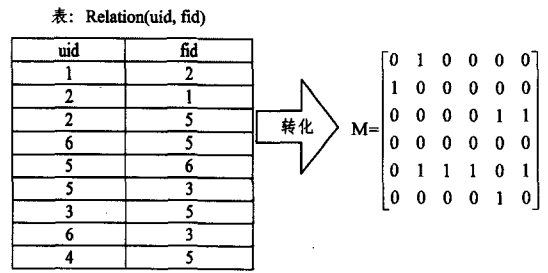 表: Relation(uid, fid)
uid fid
1 2
2 1
2 5
6 5
5 6
5 3
3 5
6 3
4 5
转化
M=
0 1 0 0 0 0
1 0 0 0 0 0
0 0 0 0 1 1
0 0 0 0 0 0
0 1 1 1 0 1
0 0 0 0 1 0